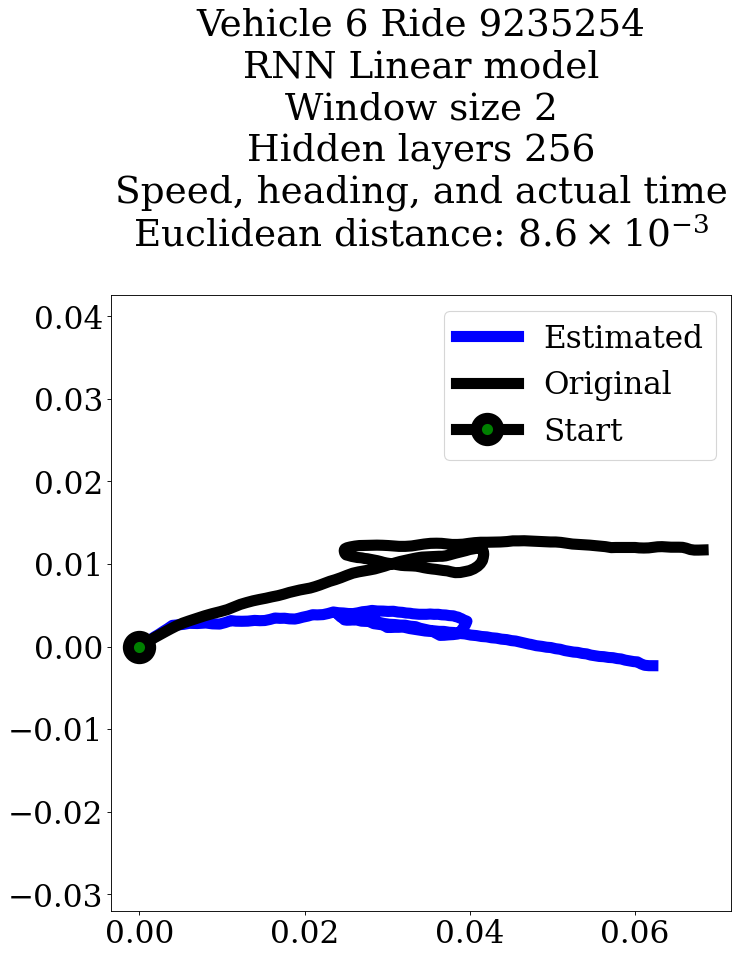 Vehicle 6 Ride 9235254
RNN Linear model
Window size 2
Hidden layers 256
Speed, heading, and actual time
Euclidean distance: 8.6 × 10⁻³
Estimated
Original
Start
0.04
0.03
0.02
0.01
0.00
−0.01
−0.02
−0.03
0.00 0.02 0.04 0.06